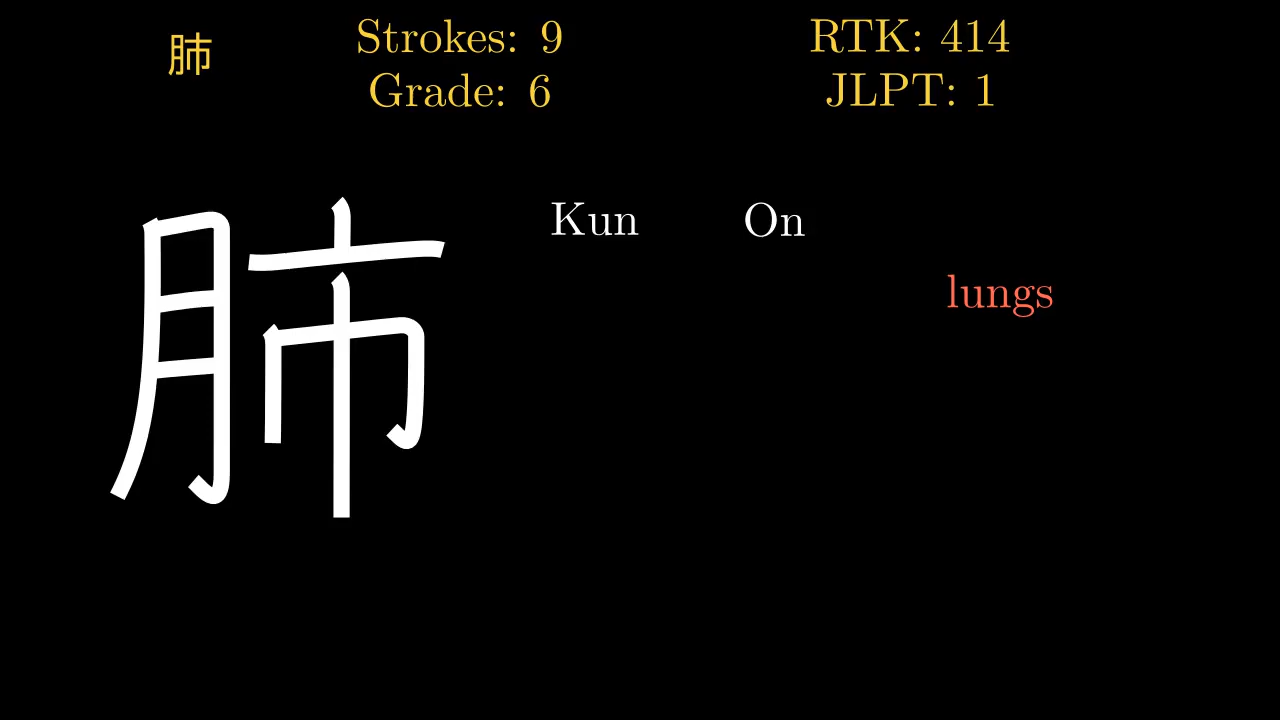 肺
Strokes: 9
Grade: 6
RTK: 414
JLPT: 1
肺
Kun
On
lungs